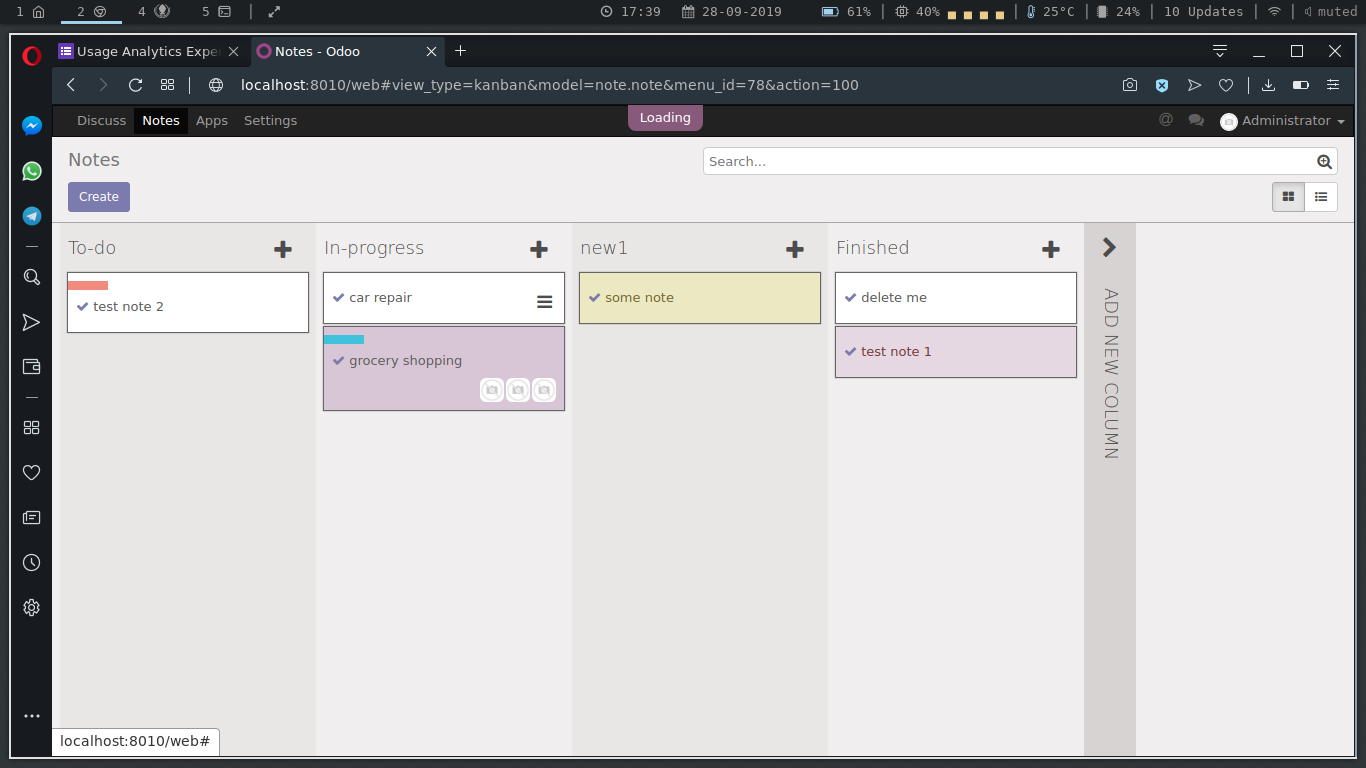 1 2 4 5 17:39 28-09-2019 61% 40% 25°C 24% 10 Updates muted
Usage Analytics Expe Notes - Odoo
localhost:8010/web#view_type=kanban&model=note.note&menu_id=78&action=100
Discuss Notes Apps Settings Loading @ Administrator
Notes Search...
Create
To-do In-progress new1 Finished
test note 2 car repair some note delete me
grocery shopping test note 1
ADD NEW COLUMN
localhost:8010/web#